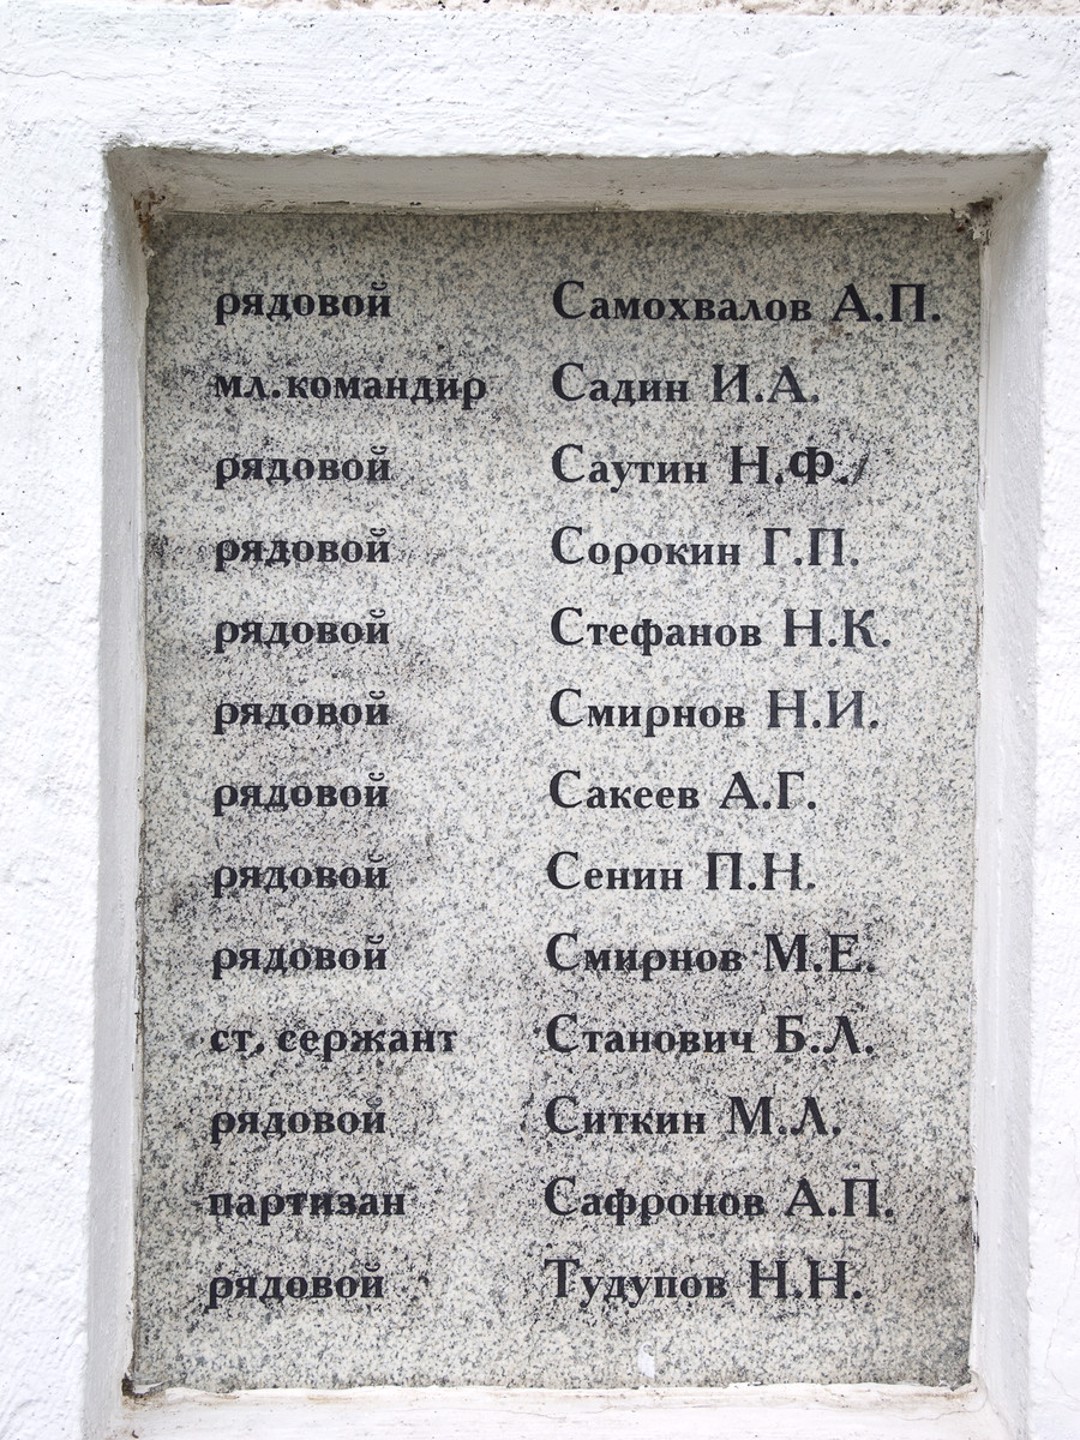 рядовой Самохвалов А.П.
мл.командир Садин И.А.
рядовой Саутин Н.Ф.
рядовой Сорокин Г.П.
рядовой Стефанов Н.К.
рядовой Смирнов Н.И.
рядовой Сакеев А.Г.
рядовой Сенин П.Н.
рядовой Смирнов М.Е.
ст. сержант Станович Б.Л.
рядовой Ситкин М.Л.
партизан Сафронов А.П.
рядовой Тудупов Н.Н.